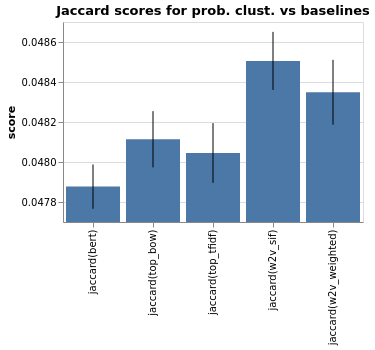 Jaccard scores for prob. clust. vs baselines
0.0486
0.0484
0.0482
0.0480
0.0478
score
jaccard(bert)
jaccard(top_bow)
jaccard(top_tfidf)
jaccard(w2v_sif)
jaccard(w2v_weighted)